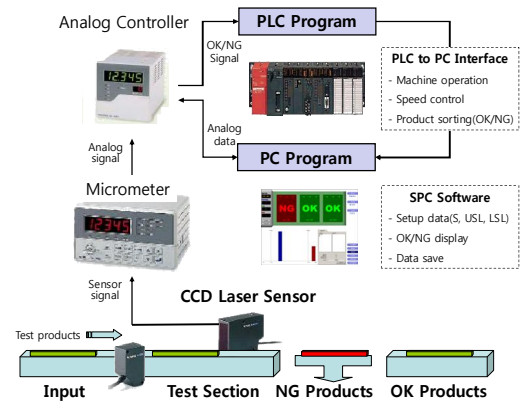 Analog Controller
PLC Program
OK/NG
Signal
PLC to PC Interface
- Machine operation
- Speed control
- Product sorting(OK/NG)
12345
Analog
data
PC Program
Analog
signal
Micrometer
12345
NG OK OK
SPC Software
- Setup data(S, USL, LSL)
- OK/NG display
- Data save
Sensor
signal
CCD Laser Sensor
Test products
Input
Test Section
NG Products
OK Products